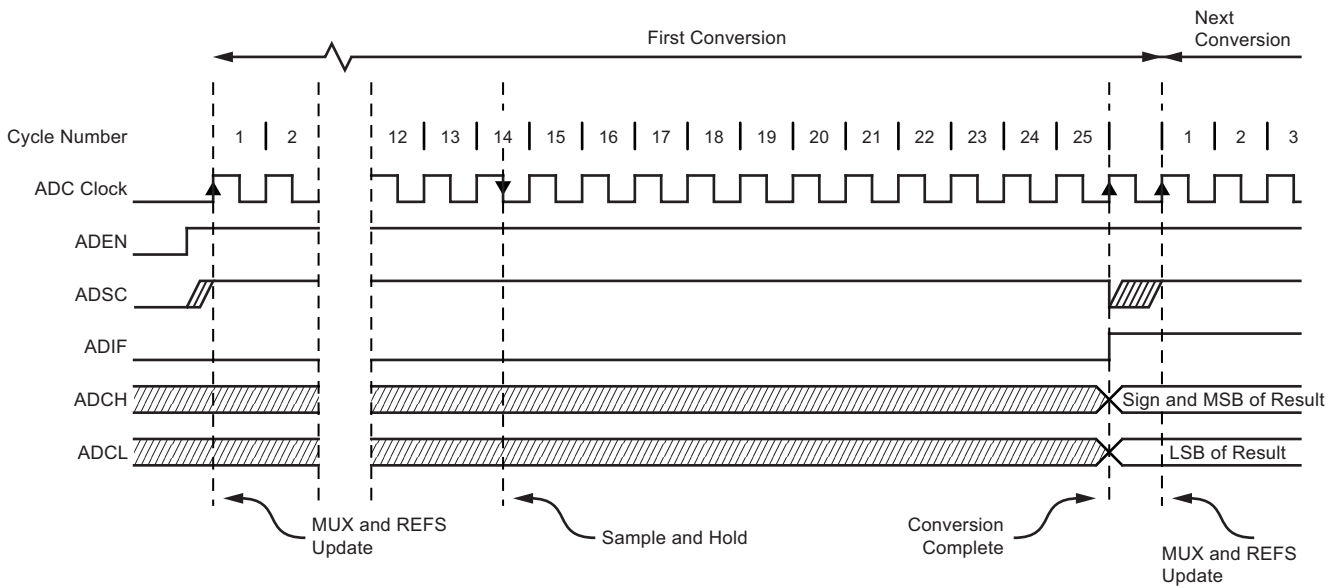 First Conversion
Next
Conversion
Cycle Number 1 2 12 13 14 15 16 17 18 19 20 21 22 23 24 25 1 2 3
ADC Clock
ADEN
ADSC
ADIF
ADCH Sign and MSB of Result
ADCL LSB of Result
MUX and REFS
Update
Sample and Hold
Conversion
Complete
MUX and REFS
Update